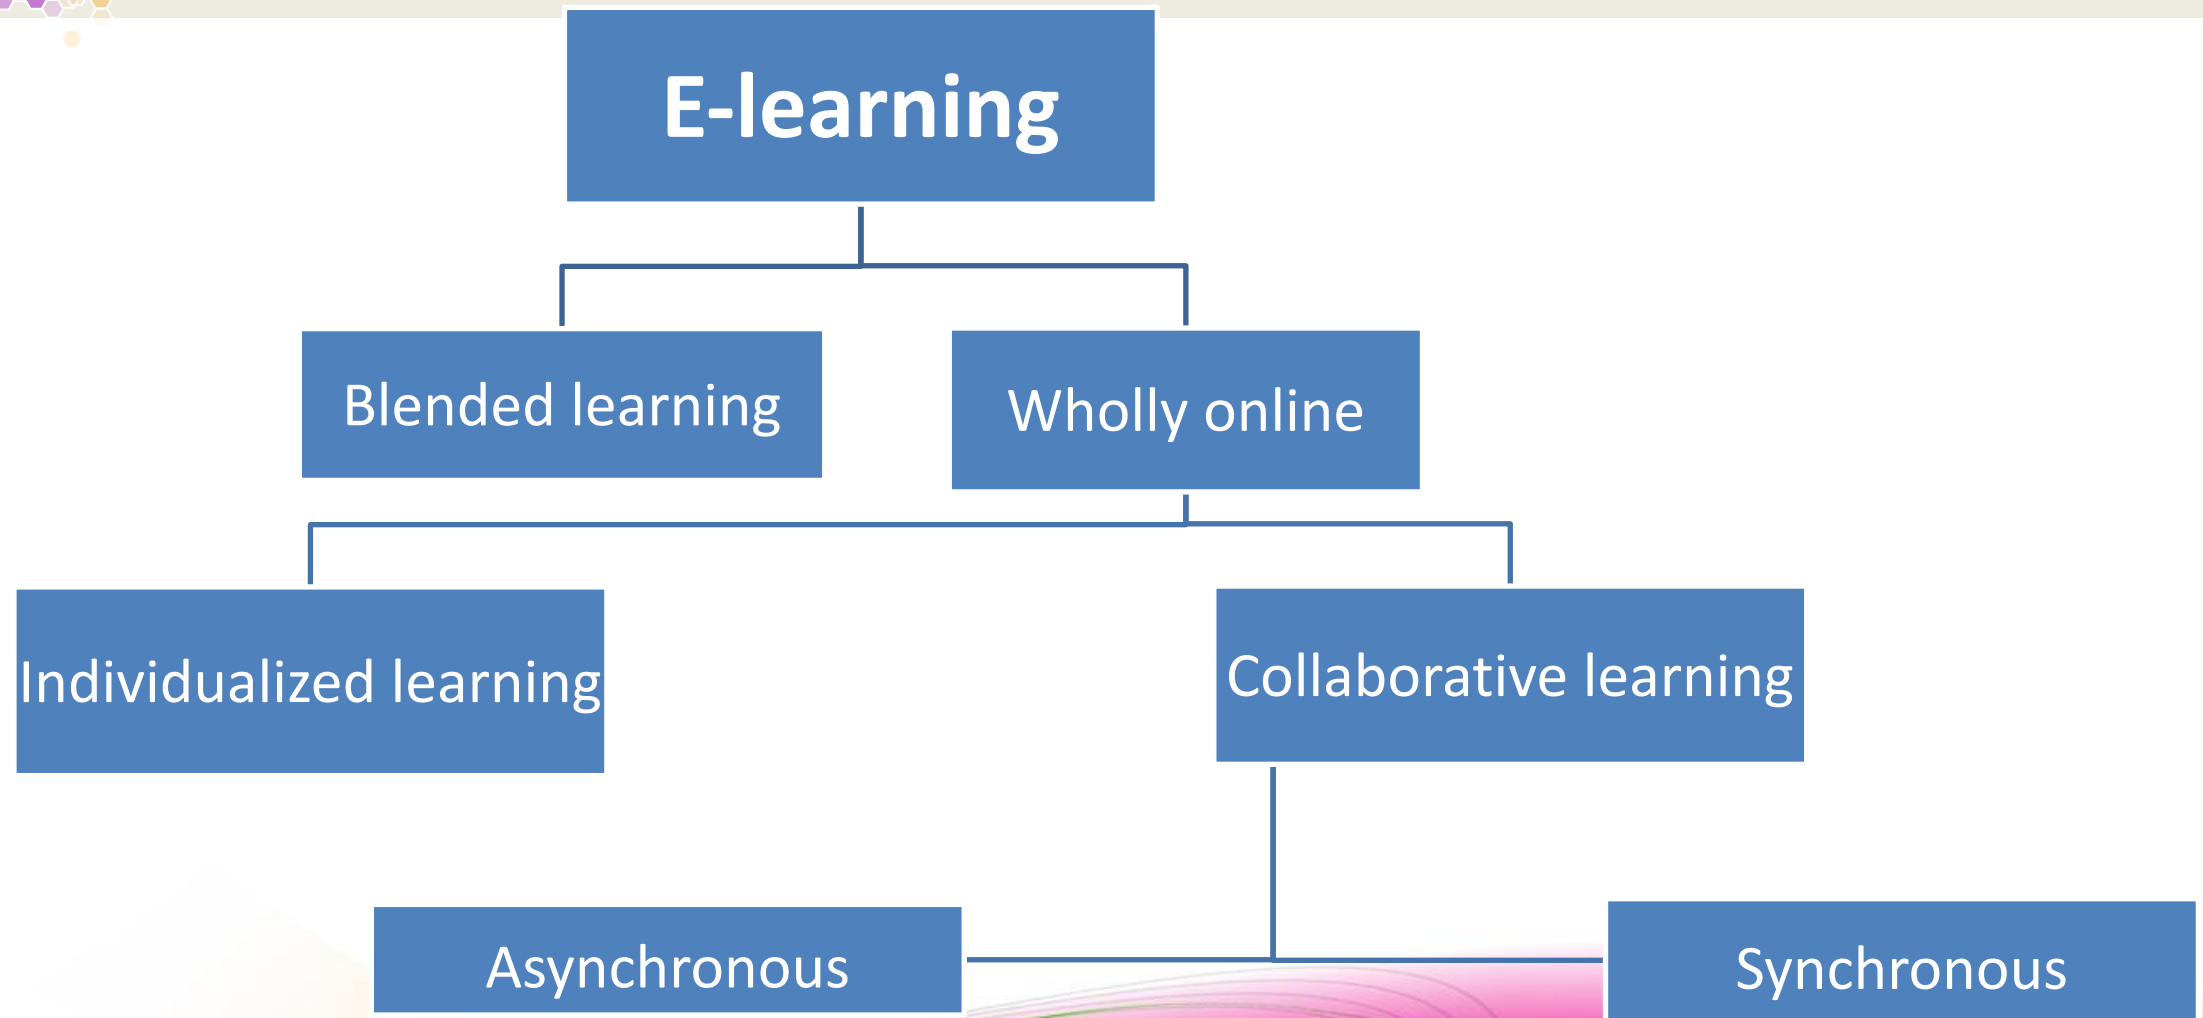 E-learning
Blended learning
Wholly online
Individualized learning
Collaborative learning
Asynchronous
Synchronous